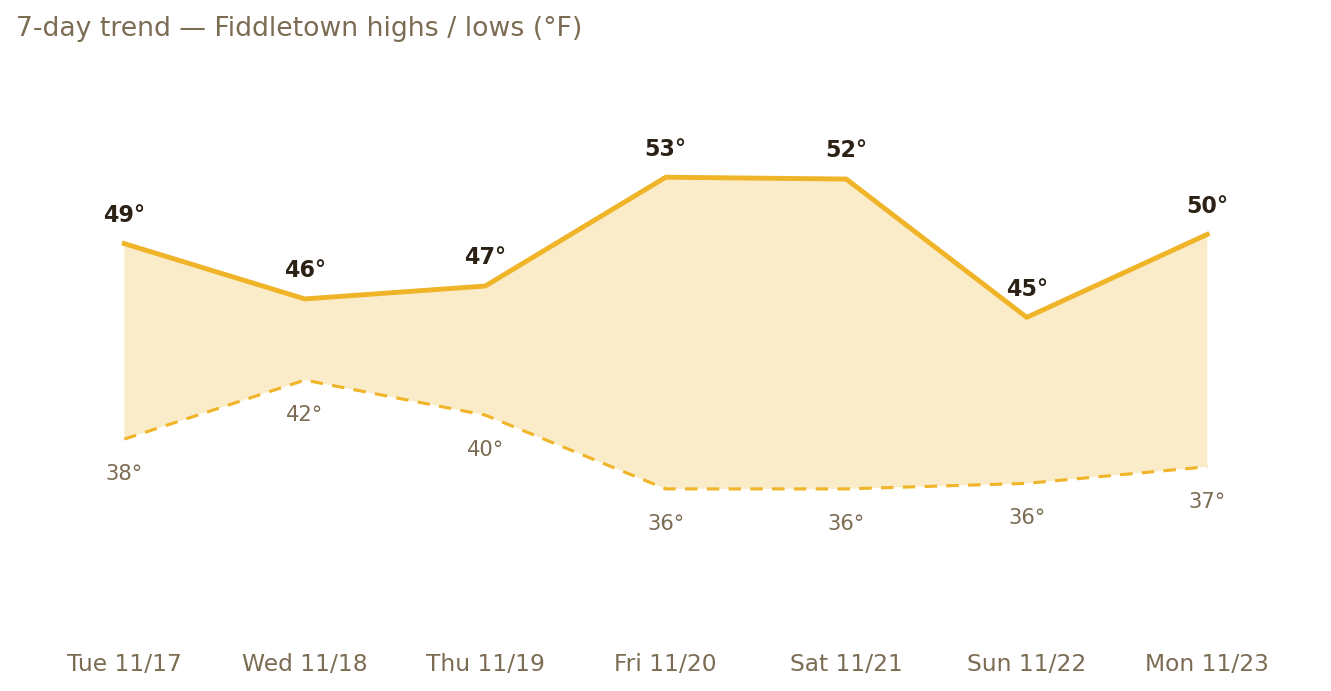 7-day trend — Fiddletown highs / lows (°F)
53°
52°
49°
50°
47°
46°
45°
42°
40°
38°
37°
36°
36°
36°
Tue 11/17
Wed 11/18
Thu 11/19
Fri 11/20
Sat 11/21
Sun 11/22
Mon 11/23